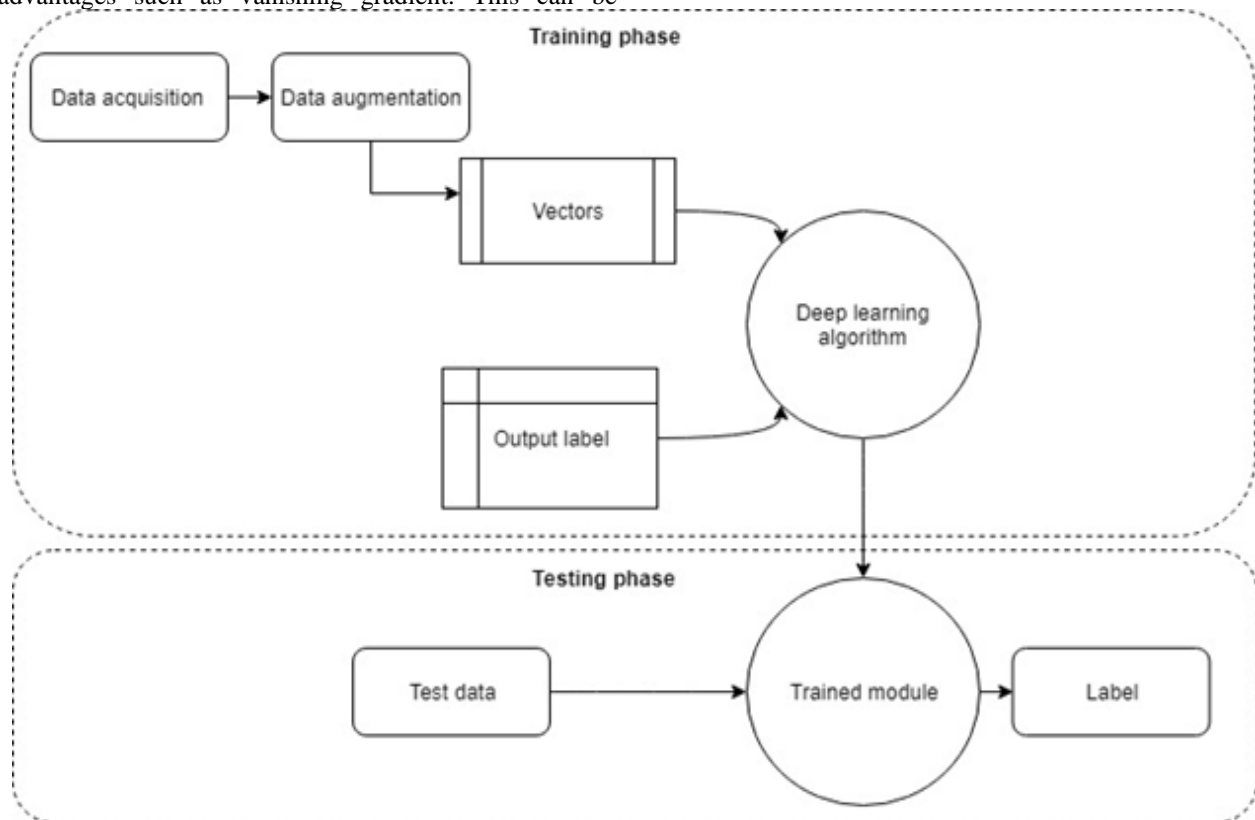 advantages such as vanishing gradient. This can be
Training phase
Data acquisition
Data augmentation
Vectors
Deep learning
algorithm
Output label
Testing phase
Test data
Trained module
Label